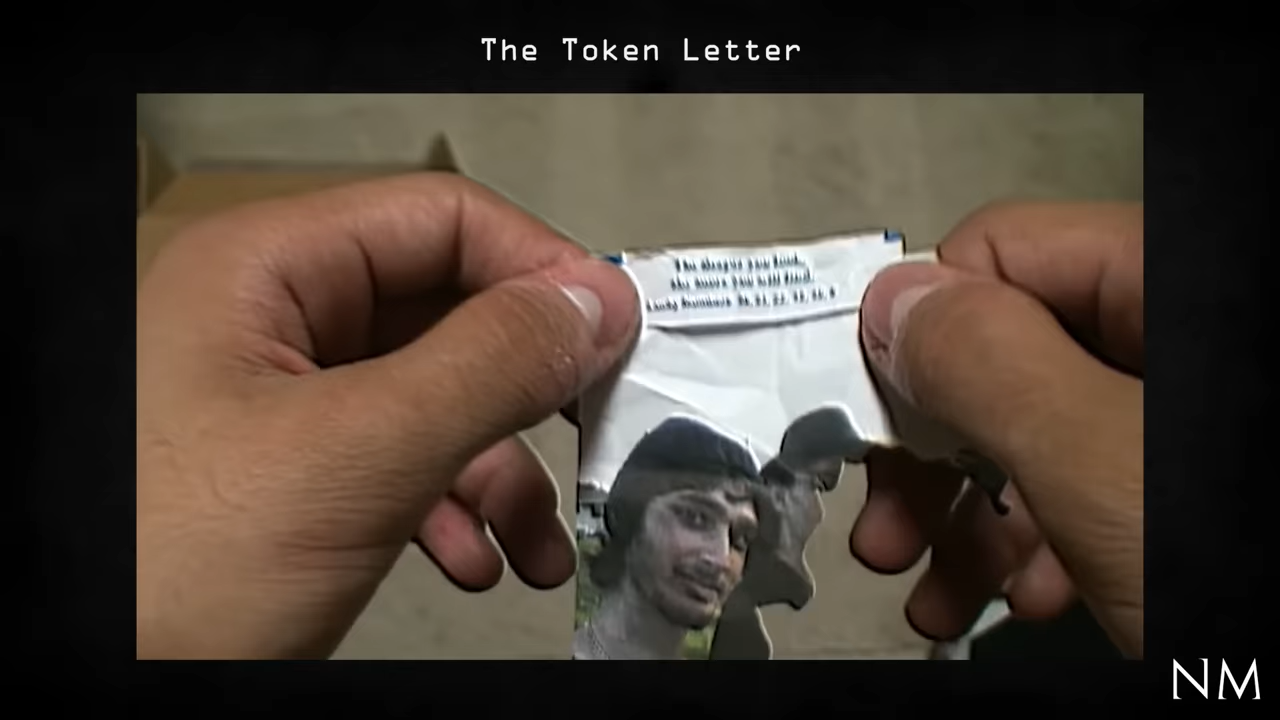 The Token Letter
The deeper you look,
the more you will find.
Lucky Numbers
NM